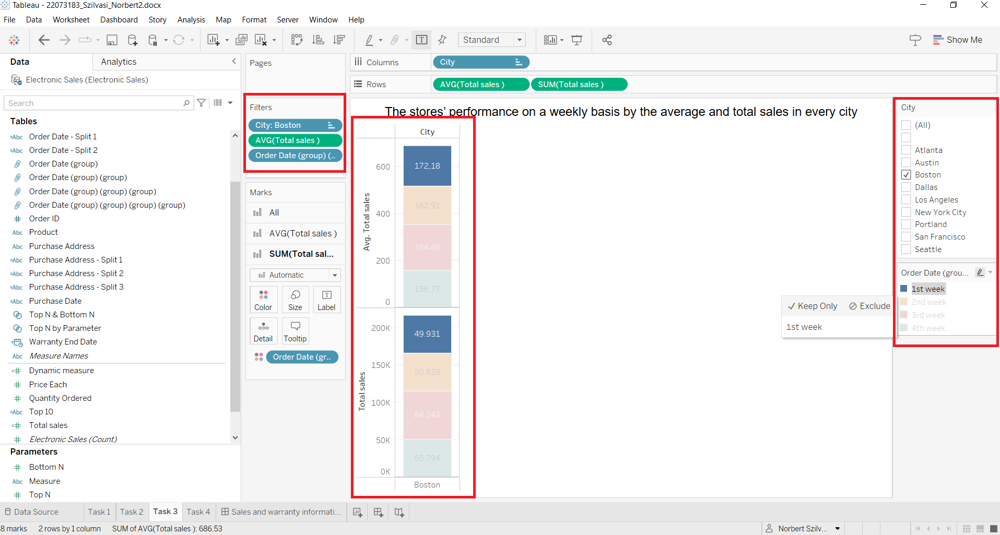 Tableau - 22073183_Szilvasi_Norbert2.docx
File Data Worksheet Dashboard Story Analysis Map Format Server Window Help
Standard
Show Me
Data Analytics
Electronic Sales (Electronic Sales)
Search
Tables
=Abc Order Date - Split 1
=Abc Order Date - Split 2
Order Date (group)
Order Date (group) (group)
Order Date (group) (group) (group)
Order Date (group) (group) (group) (group)
# Order ID
Abc Product
Abc Purchase Address
=Abc Purchase Address - Split 1
=Abc Purchase Address - Split 2
=Abc Purchase Address - Split 3
=Abc Purchase Date
Top N & Bottom N
Top N by Parameter
Warranty End Date
Abc Measure Names
=# Dynamic measure
# Price Each
# Quantity Ordered
=Abc Top 10
=# Total sales
# Electronic Sales (Count)
Parameters
# Bottom N
Abc Measure
# Top N
Pages
Filters
City: Boston
AVG(Total sales )
Order Date (group) (..
Marks
All
AVG(Total sales )
SUM(Total sal...
Automatic
Color Size Label
Detail Tooltip
Order Date (gr..
Columns City
Rows AVG(Total sales ) SUM(Total sales )
The stores’ performance on a weekly basis by the average and total sales in every city
City
Avg. Total sales
600
400
200
0
172,18
162,91
194,68
156,77
Total sales
200K
150K
100K
50K
0K
49.931
50.828
64.243
50.794
Boston
City
(All)
Atlanta
Austin
Boston
Dallas
Los Angeles
New York City
Portland
San Francisco
Seattle
Order Date (grou...
1st week
2nd week
3rd week
4th week
Keep Only Exclude
1st week
Data Source Task 1 Task 2 Task 3 Task 4 Sales and warranty informati...
8 marks 2 rows by 1 column SUM of AVG(Total sales ): 686,53
Norbert Szilv...